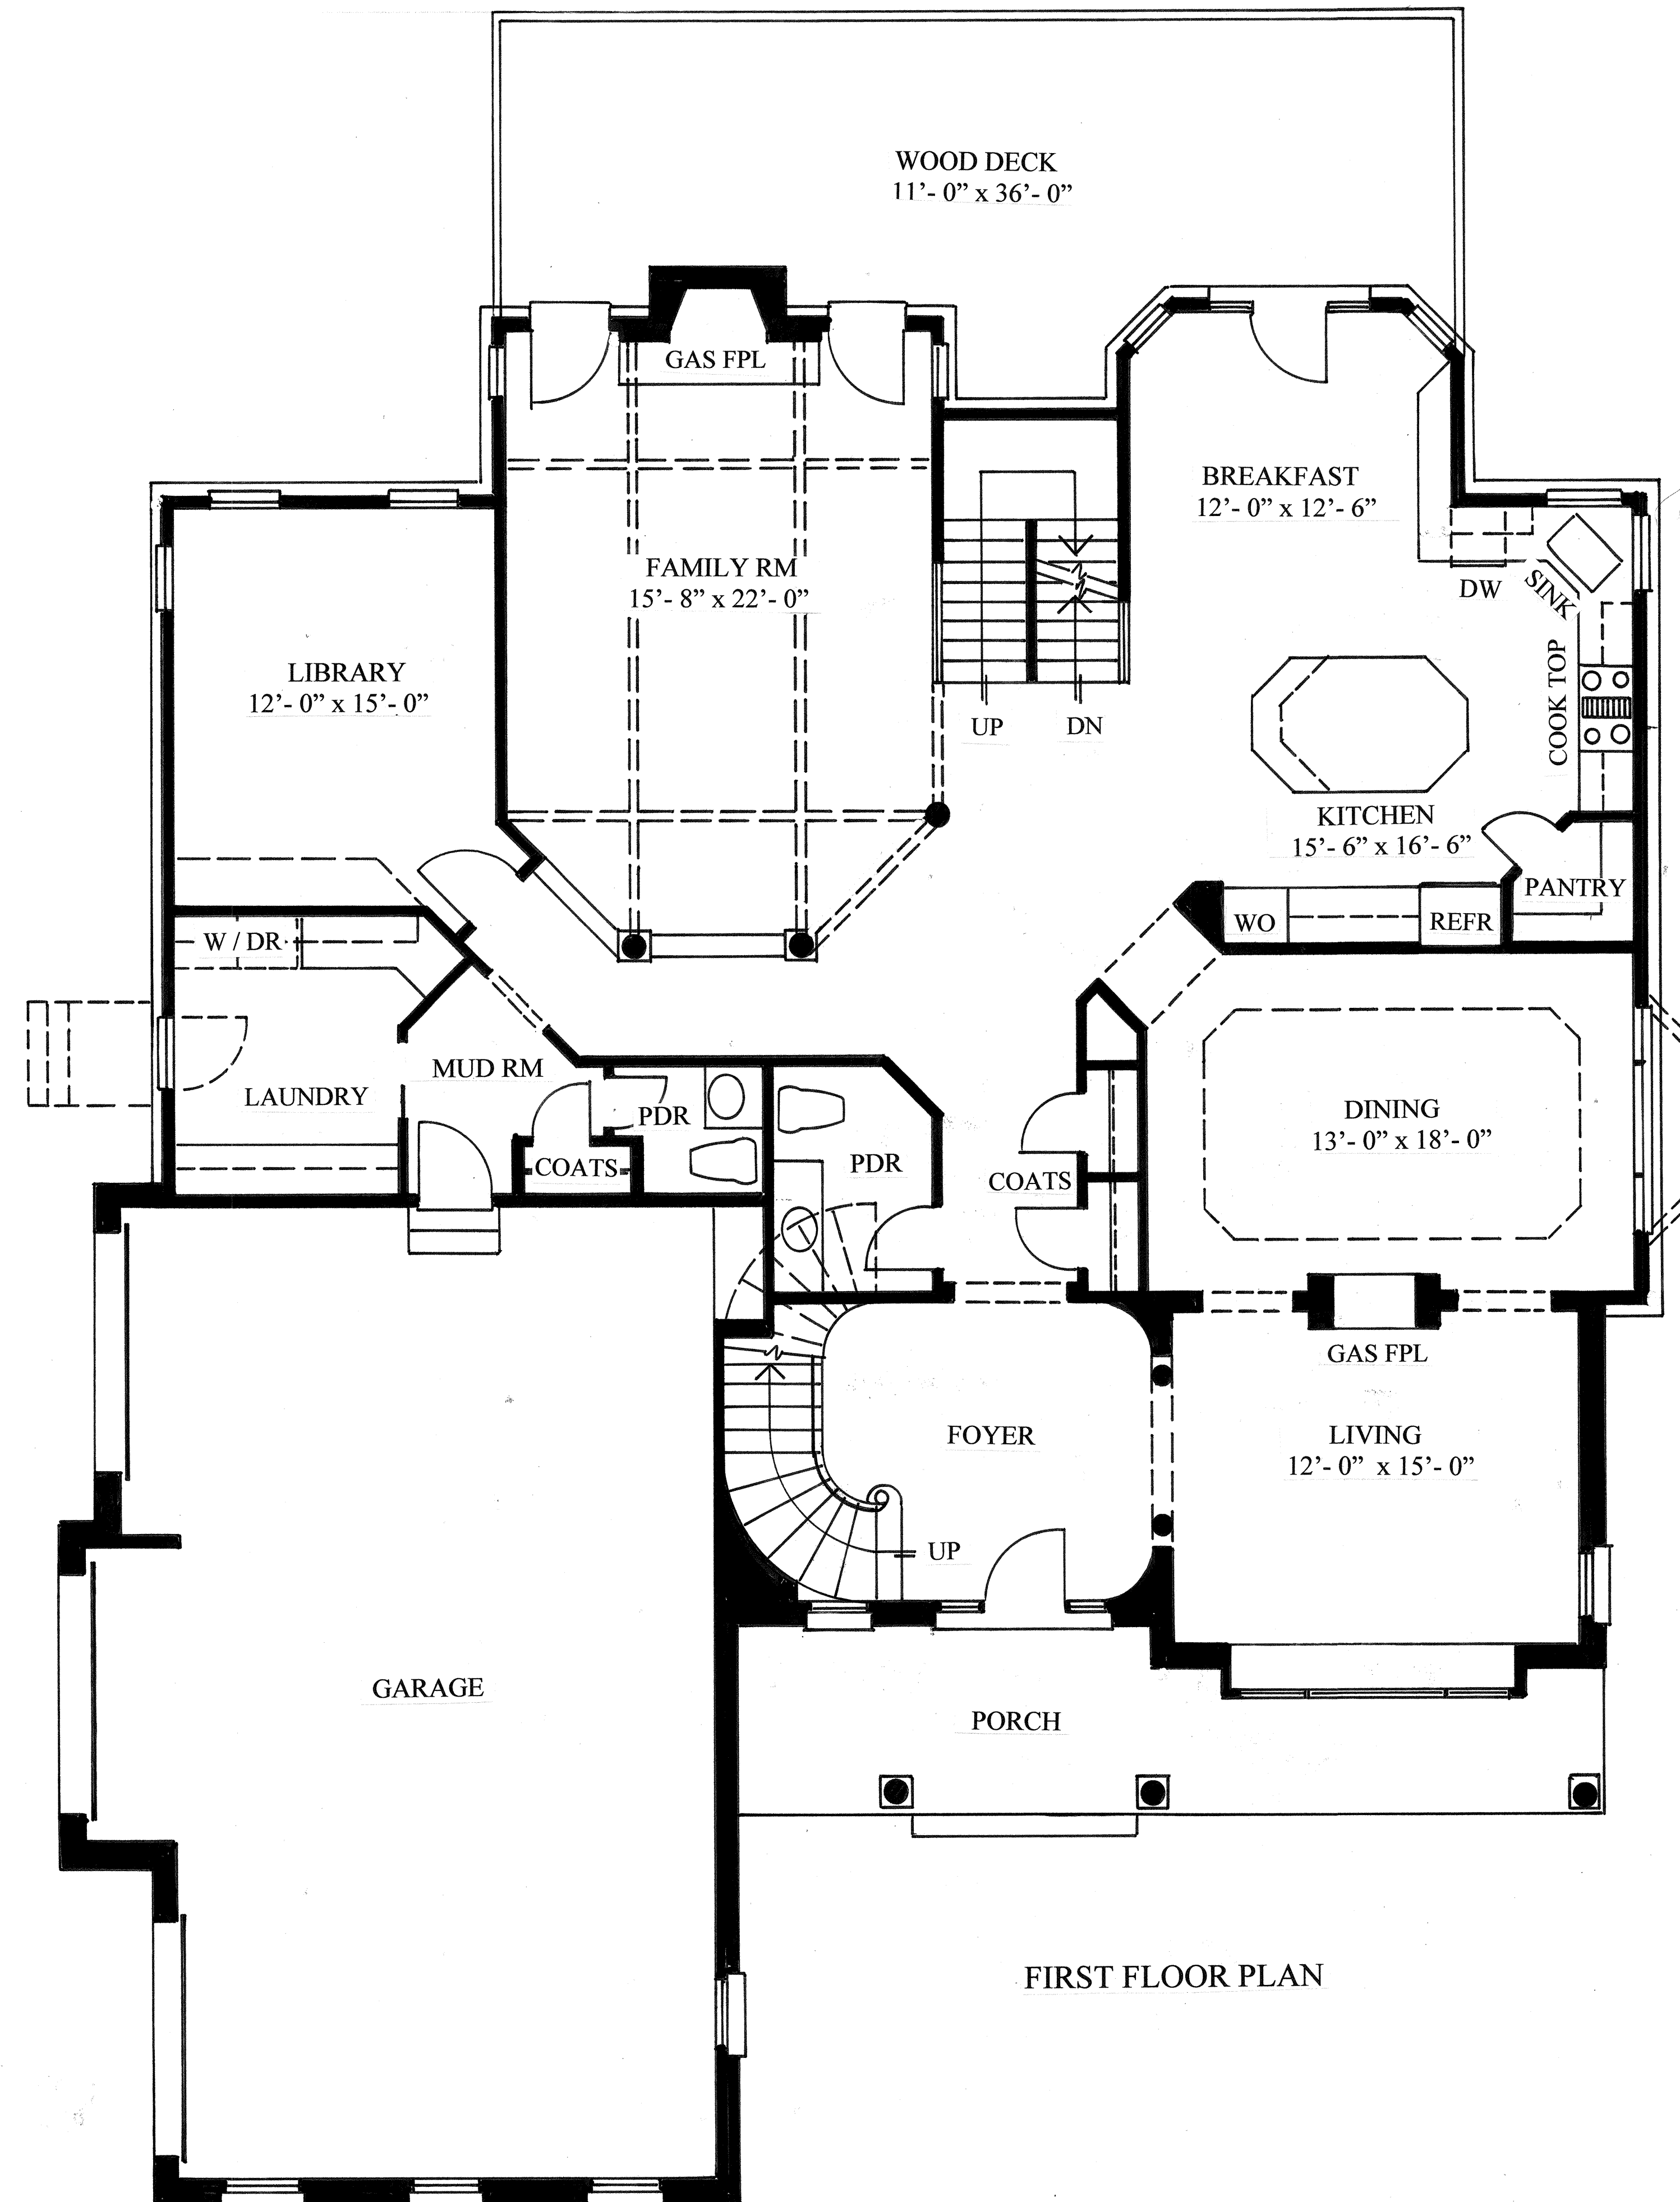 WOOD DECK
11'- 0" x 36'- 0"
GAS FPL
BREAKFAST
12'- 0" x 12'- 6"
FAMILY RM
15'- 8" x 22'- 0"
DW
SINK
LIBRARY
12'- 0" x 15'- 0"
COOK TOP
UP
DN
KITCHEN
15'- 6" x 16'- 6"
PANTRY
WO
REFR
W / DR
MUD RM
LAUNDRY
PDR
COATS
PDR
COATS
DINING
13'- 0" x 18'- 0"
GAS FPL
FOYER
LIVING
12'- 0" x 15'- 0"
UP
GARAGE
PORCH
FIRST FLOOR PLAN